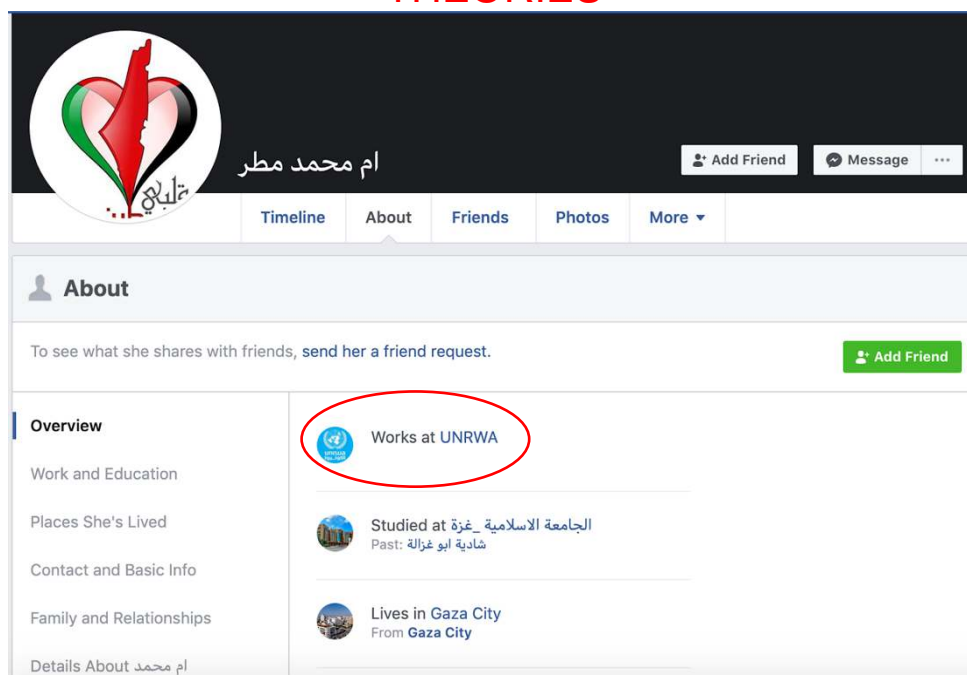 THEORIES
ام محمد مطر
Add Friend
Message
Timeline
About
Friends
Photos
More
About
To see what she shares with friends, send her a friend request.
Add Friend
Overview
Work and Education
Places She's Lived
Contact and Basic Info
Family and Relationships
Details About ام محمد
Works at UNRWA
Studied at الجامعة الاسلامية _غزة
Past: شادية ابو غزالة
Lives in Gaza City
From Gaza City